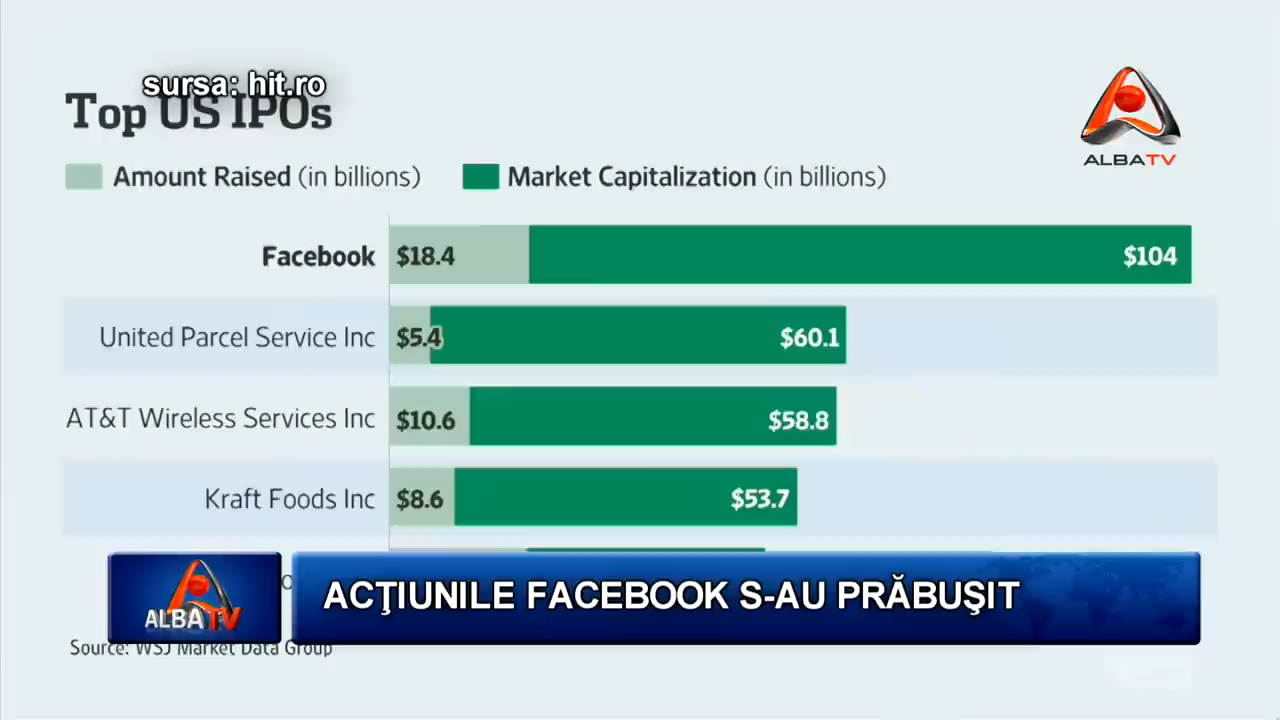 sursa: hit.ro
Top US IPOs
ALBATV
Amount Raised (in billions)
Market Capitalization (in billions)
Facebook $18.4 $104
United Parcel Service Inc $5.4 $60.1
AT&T Wireless Services Inc $10.6 $58.8
Kraft Foods Inc $8.6 $53.7
ALBATV
ACŢIUNILE FACEBOOK S-AU PRĂBUŞIT
Source: WSJ Market Data Group